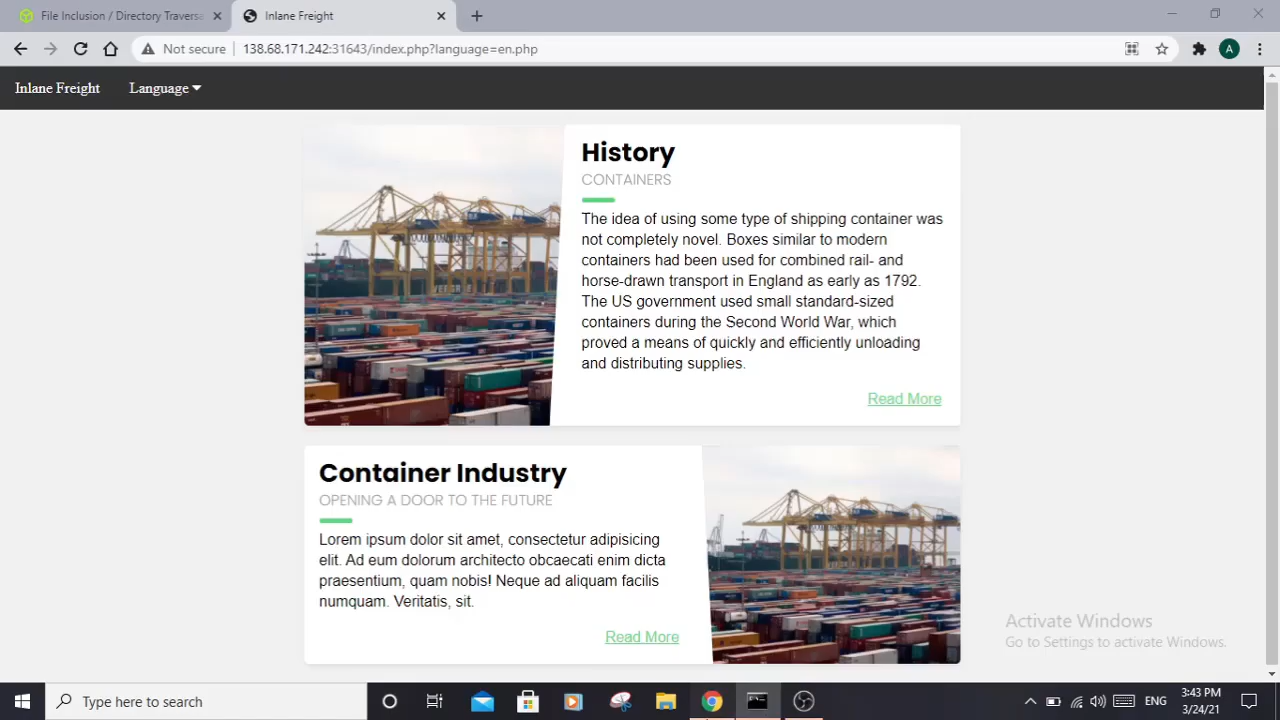 File Inclusion / Directory Traversa
Inlane Freight
Not secure
138.68.171.242:31643/index.php?language=en.php
A
Inlane Freight
Language
History
CONTAINERS
The idea of using some type of shipping container was
not completely novel. Boxes similar to modern
containers had been used for combined rail- and
horse-drawn transport in England as early as 1792.
The US government used small standard-sized
containers during the Second World War, which
proved a means of quickly and efficiently unloading
and distributing supplies.
Read More
Container Industry
OPENING A DOOR TO THE FUTURE
Lorem ipsum dolor sit amet, consectetur adipisicing
elit. Ad eum dolorum architecto obcaecati enim dicta
praesentium, quam nobis! Neque ad aliquam facilis
numquam. Veritatis, sit.
Read More
Activate Windows
Go to Settings to activate Windows.
Type here to search
ENG
3:43 PM
3/24/21